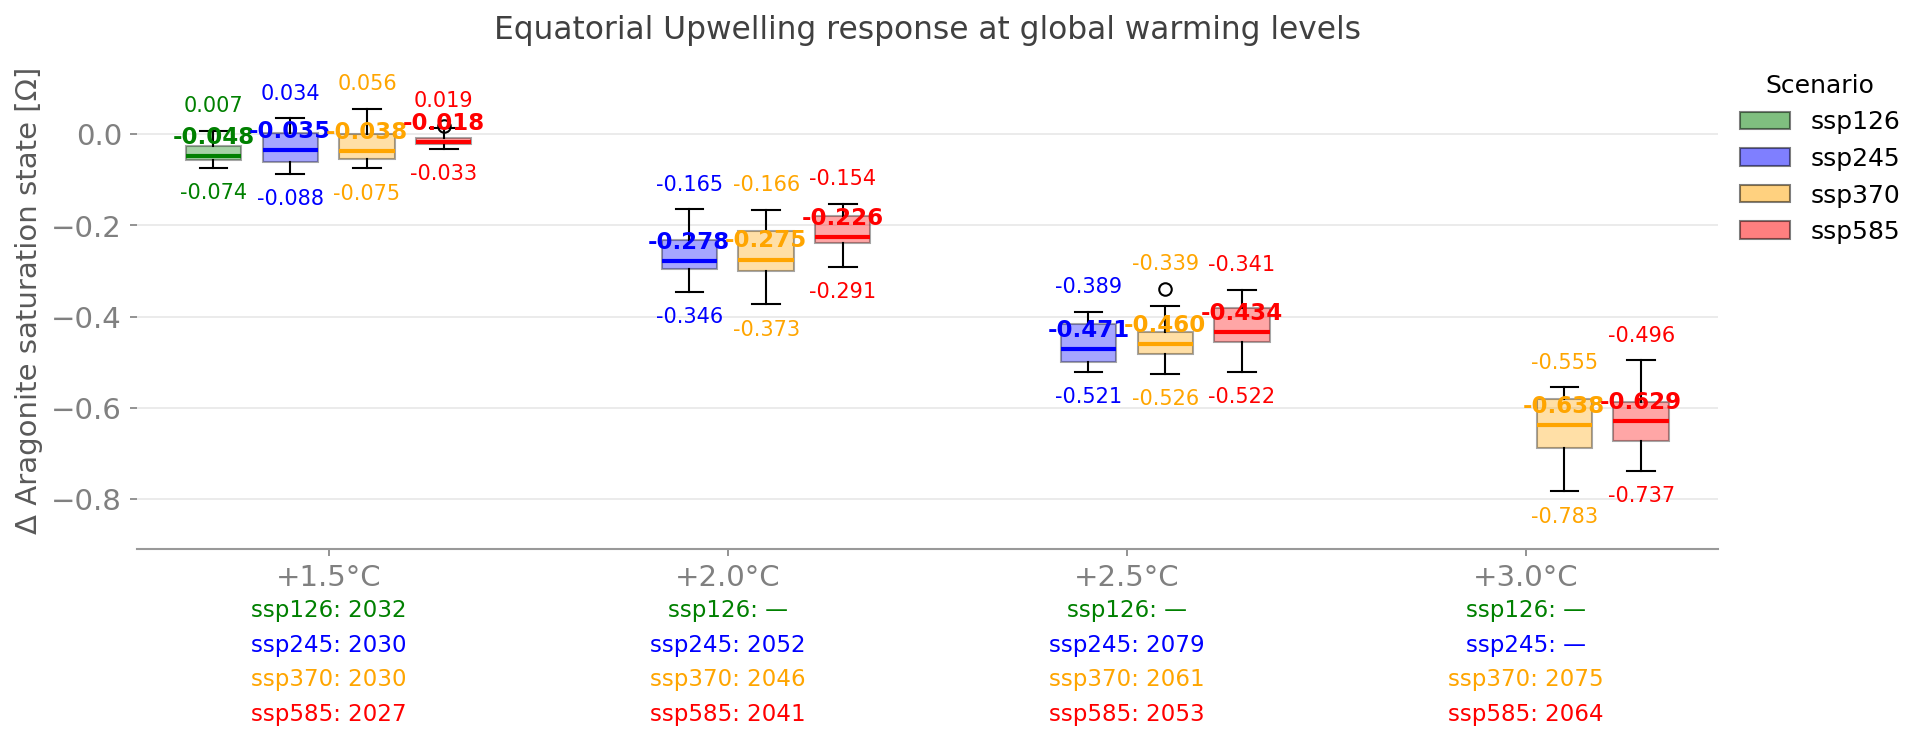 Equatorial Upwelling response at global warming levels
Δ Aragonite saturation state [Ω]
0.0
−0.2
−0.4
−0.6
−0.8
0.007
0.034
0.056
0.019
-0.048
-0.035
-0.038
-0.018
-0.074
-0.088
-0.075
-0.033
-0.165
-0.166
-0.154
-0.278
-0.275
-0.226
-0.346
-0.373
-0.291
-0.389
-0.339
-0.341
-0.471
-0.460
-0.434
-0.521
-0.526
-0.522
-0.555
-0.496
-0.638
-0.629
-0.783
-0.737
Scenario
ssp126
ssp245
ssp370
ssp585
+1.5°C
ssp126: 2032
ssp245: 2030
ssp370: 2030
ssp585: 2027
+2.0°C
ssp126: —
ssp245: 2052
ssp370: 2046
ssp585: 2041
+2.5°C
ssp126: —
ssp245: 2079
ssp370: 2061
ssp585: 2053
+3.0°C
ssp126: —
ssp245: —
ssp370: 2075
ssp585: 2064